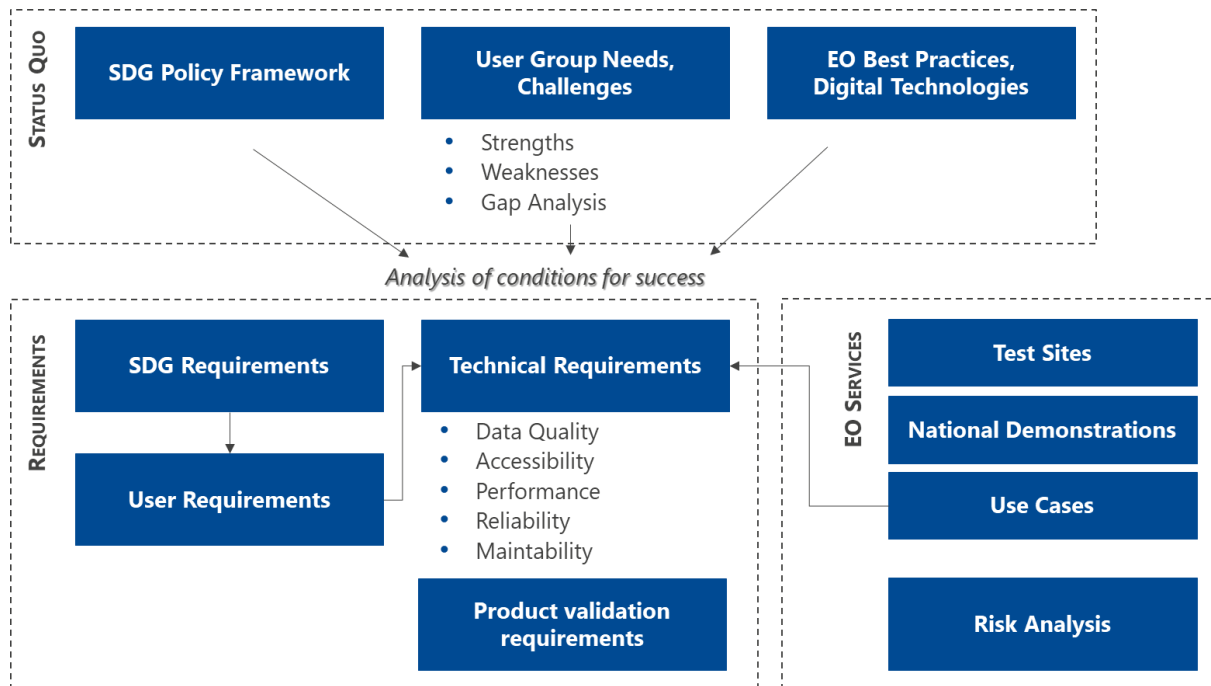 STATUS QUO
SDG Policy Framework
User Group Needs,
Challenges
EO Best Practices,
Digital Technologies
• Strengths
• Weaknesses
• Gap Analysis
Analysis of conditions for success
REQUIREMENTS
SDG Requirements
User Requirements
Technical Requirements
• Data Quality
• Accessibility
• Performance
• Reliability
• Maintability
Product validation
requirements
EO SERVICES
Test Sites
National Demonstrations
Use Cases
Risk Analysis